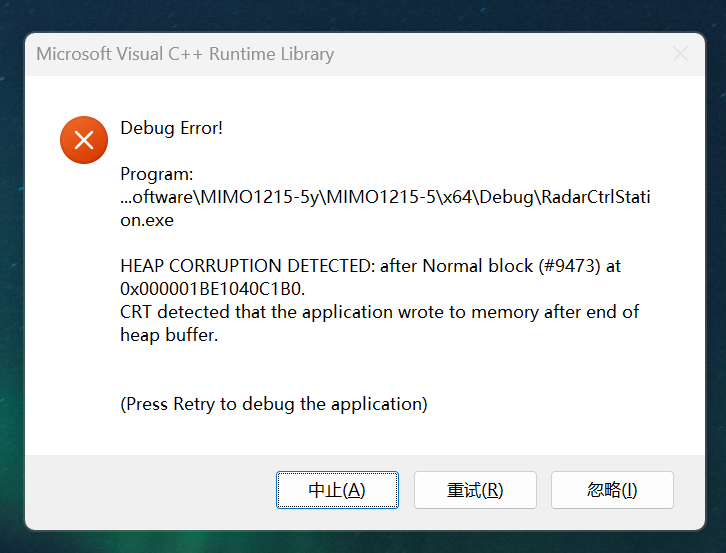 Microsoft Visual C++ Runtime Library
Debug Error!
Program:
...oftware\MIMO1215-5y\MIMO1215-5\x64\Debug\RadarCtrlStati
on.exe
HEAP CORRUPTION DETECTED: after Normal block (#9473) at
0x000001BE1040C1B0.
CRT detected that the application wrote to memory after end of
heap buffer.
(Press Retry to debug the application)
中止(A) 重试(R) 忽略(I)